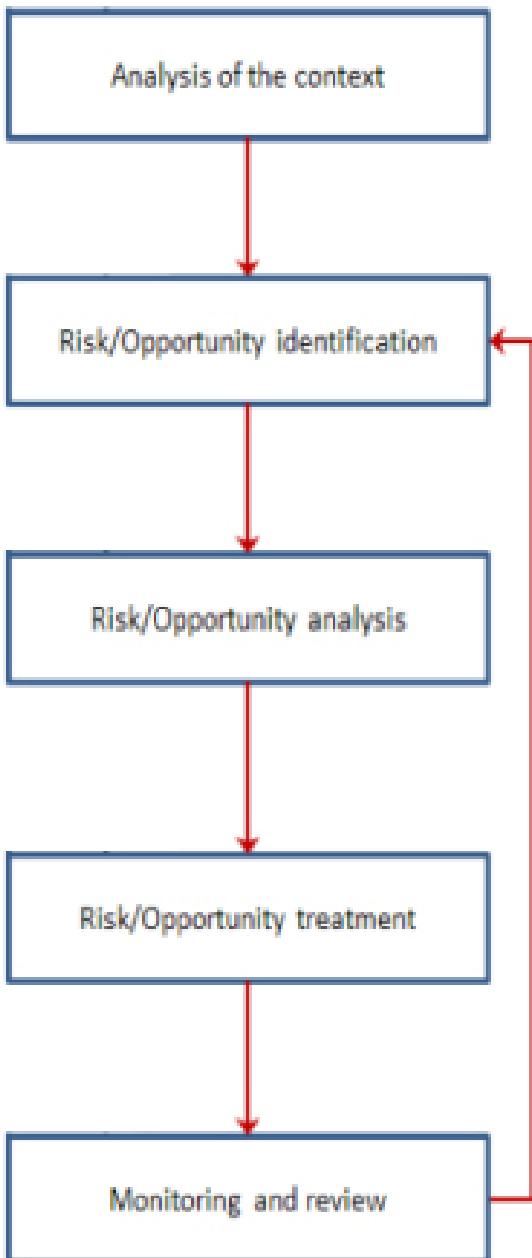 Analysis of the context
Risk/Opportunity identification
Risk/Opportunity analysis
Risk/Opportunity treatment
Monitoring and review